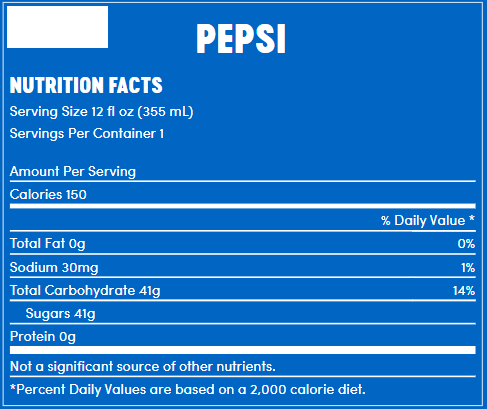 PEPSI
NUTRITION FACTS
Serving Size 12 fl oz (355 mL)
Servings Per Container 1
Amount Per Serving
Calories 150
% Daily Value *
Total Fat 0g 0%
Sodium 30mg 1%
Total Carbohydrate 41g 14%
Sugars 41g
Protein 0g
Not a significant source of other nutrients.
*Percent Daily Values are based on a 2,000 calorie diet.